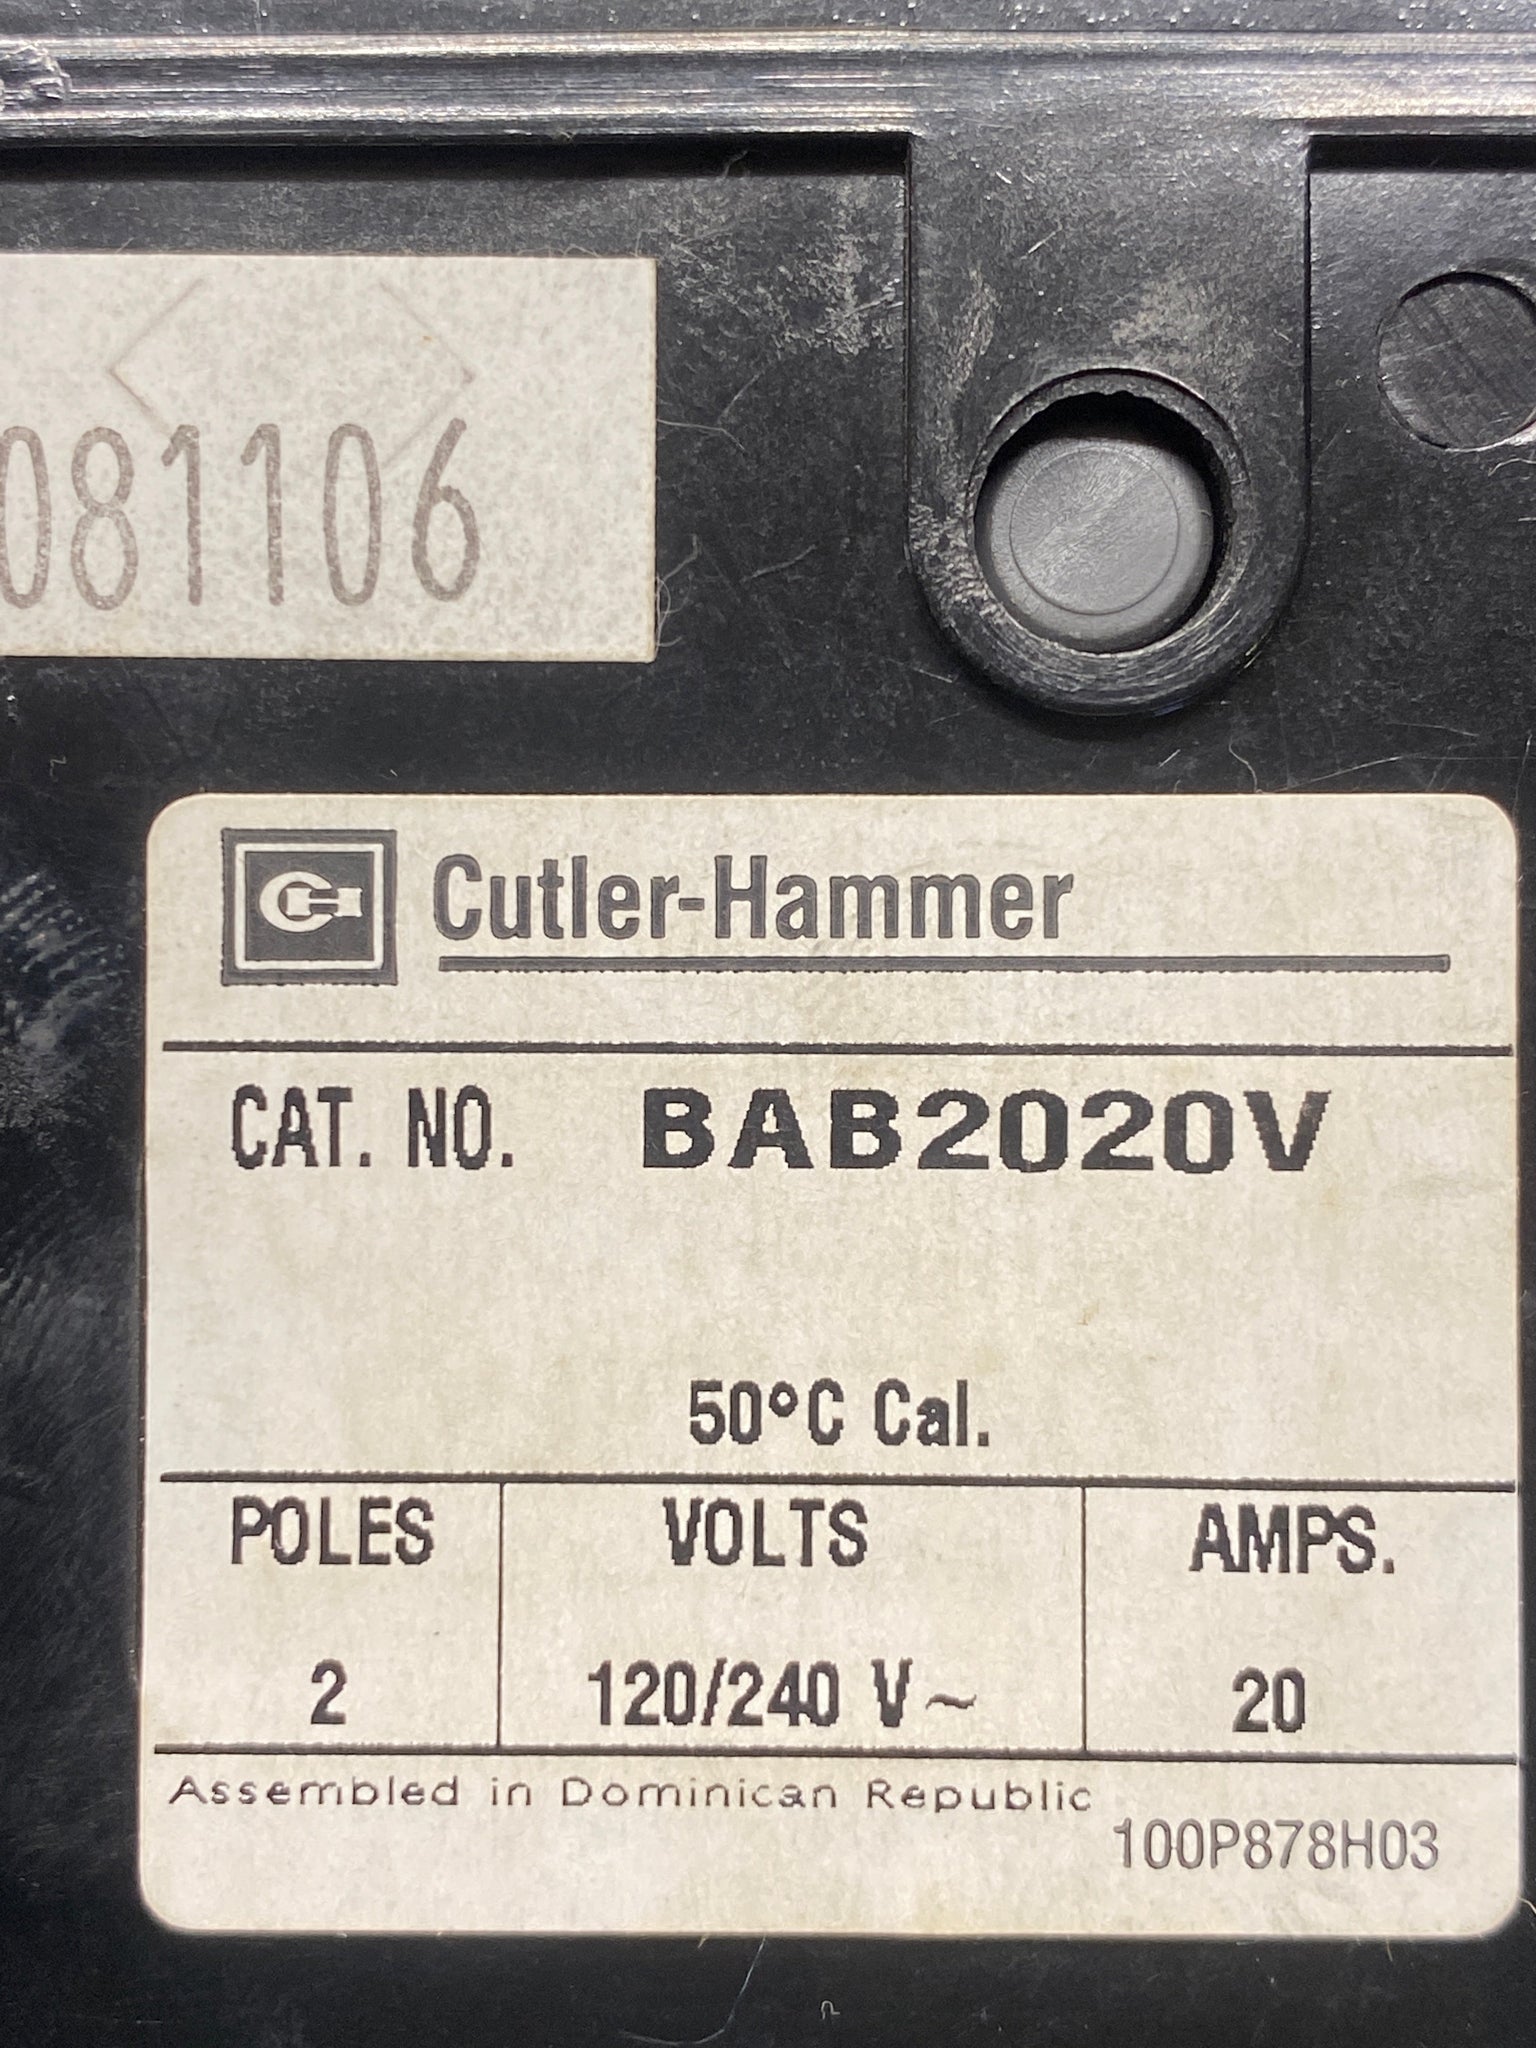 081106
Cutler-Hammer
CAT. NO. BAB2020V
50°C Cal.
POLES VOLTS AMPS.
2 120/240 V~ 20
Assembled in Dominican Republic
100P878H03